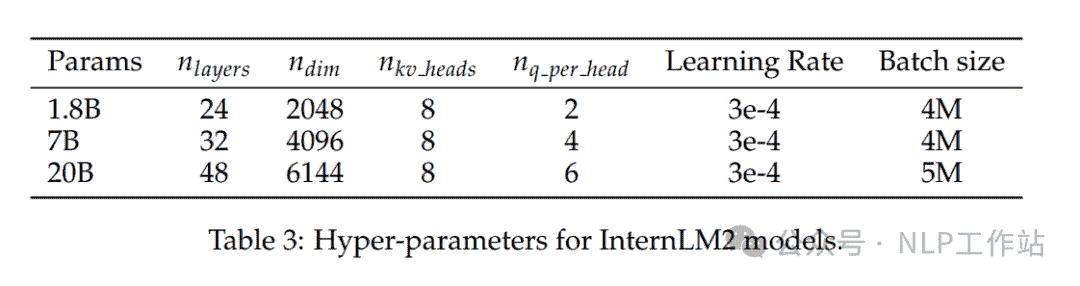 Params n_layers n_dim n_kv_heads n_q_per_head Learning Rate Batch size
1.8B 24 2048 8 2 3e-4 4M
7B 32 4096 8 4 3e-4 4M
20B 48 6144 8 6 3e-4 5M
Table 3: Hyper-parameters for InternLM2 models.
公众号 · NLP工作站